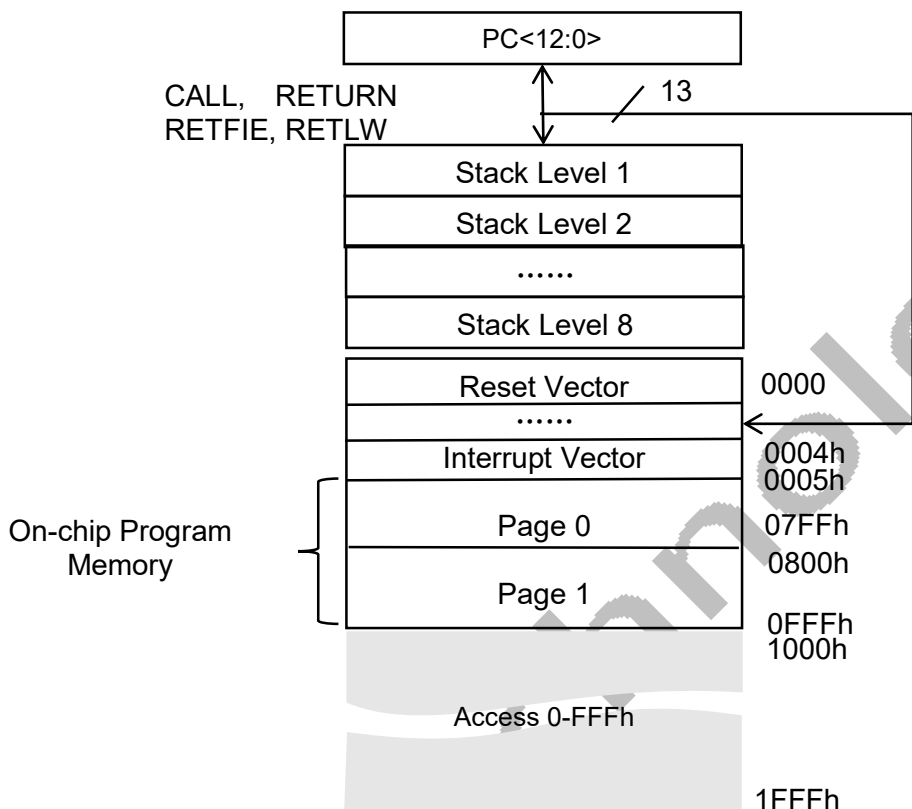 PC<12:0>
CALL, RETURN
RETFIE, RETLW
13
Stack Level 1
Stack Level 2
......
Stack Level 8
Reset Vector
0000
......
Interrupt Vector
0004h
0005h
On-chip Program
Memory
Page 0
07FFh
0800h
Page 1
0FFFh
1000h
Access 0-FFFh
1FFFh